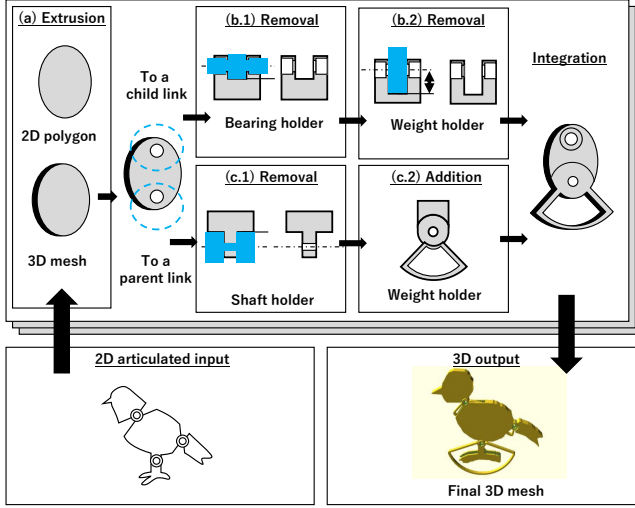 (a) Extrusion
2D polygon
3D mesh
To a
child link
To a
parent link
(b.1) Removal
Bearing holder
(b.2) Removal
Weight holder
(c.1) Removal
Shaft holder
(c.2) Addition
Weight holder
Integration
2D articulated input
3D output
Final 3D mesh